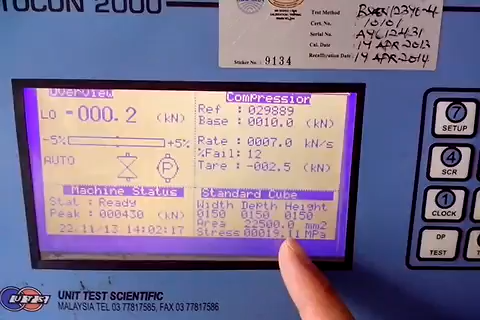 TOCON 2000
Test Method
Cert. No.
Serial No.
Cal. Date 14 APR 2013
Recalibration Date 14 APR 2014
Sticker No. 9134
Overview
LO -000.2 (kN)
-5% +5%
AUTO
P
Compression
Ref : 029889
Base : 0010.0 (kN)
Rate : 0007.0 kN/s
%Fail: 12
Tare : -002.5 (kN)
Machine Status
Stat : Ready
Peak : 000430 (kN)
22/11/13 14:02:17
Standard Cube
Width Depth Height
0150 0150 0150
Area 22500.0 mm2
Stress 00019.11 MPa
7
SETUP
4
SCR
1
CLOCK
DP
TEST
UNIT TEST SCIENTIFIC
MALAYSIA TEL 03 77817585, FAX 03 77817586